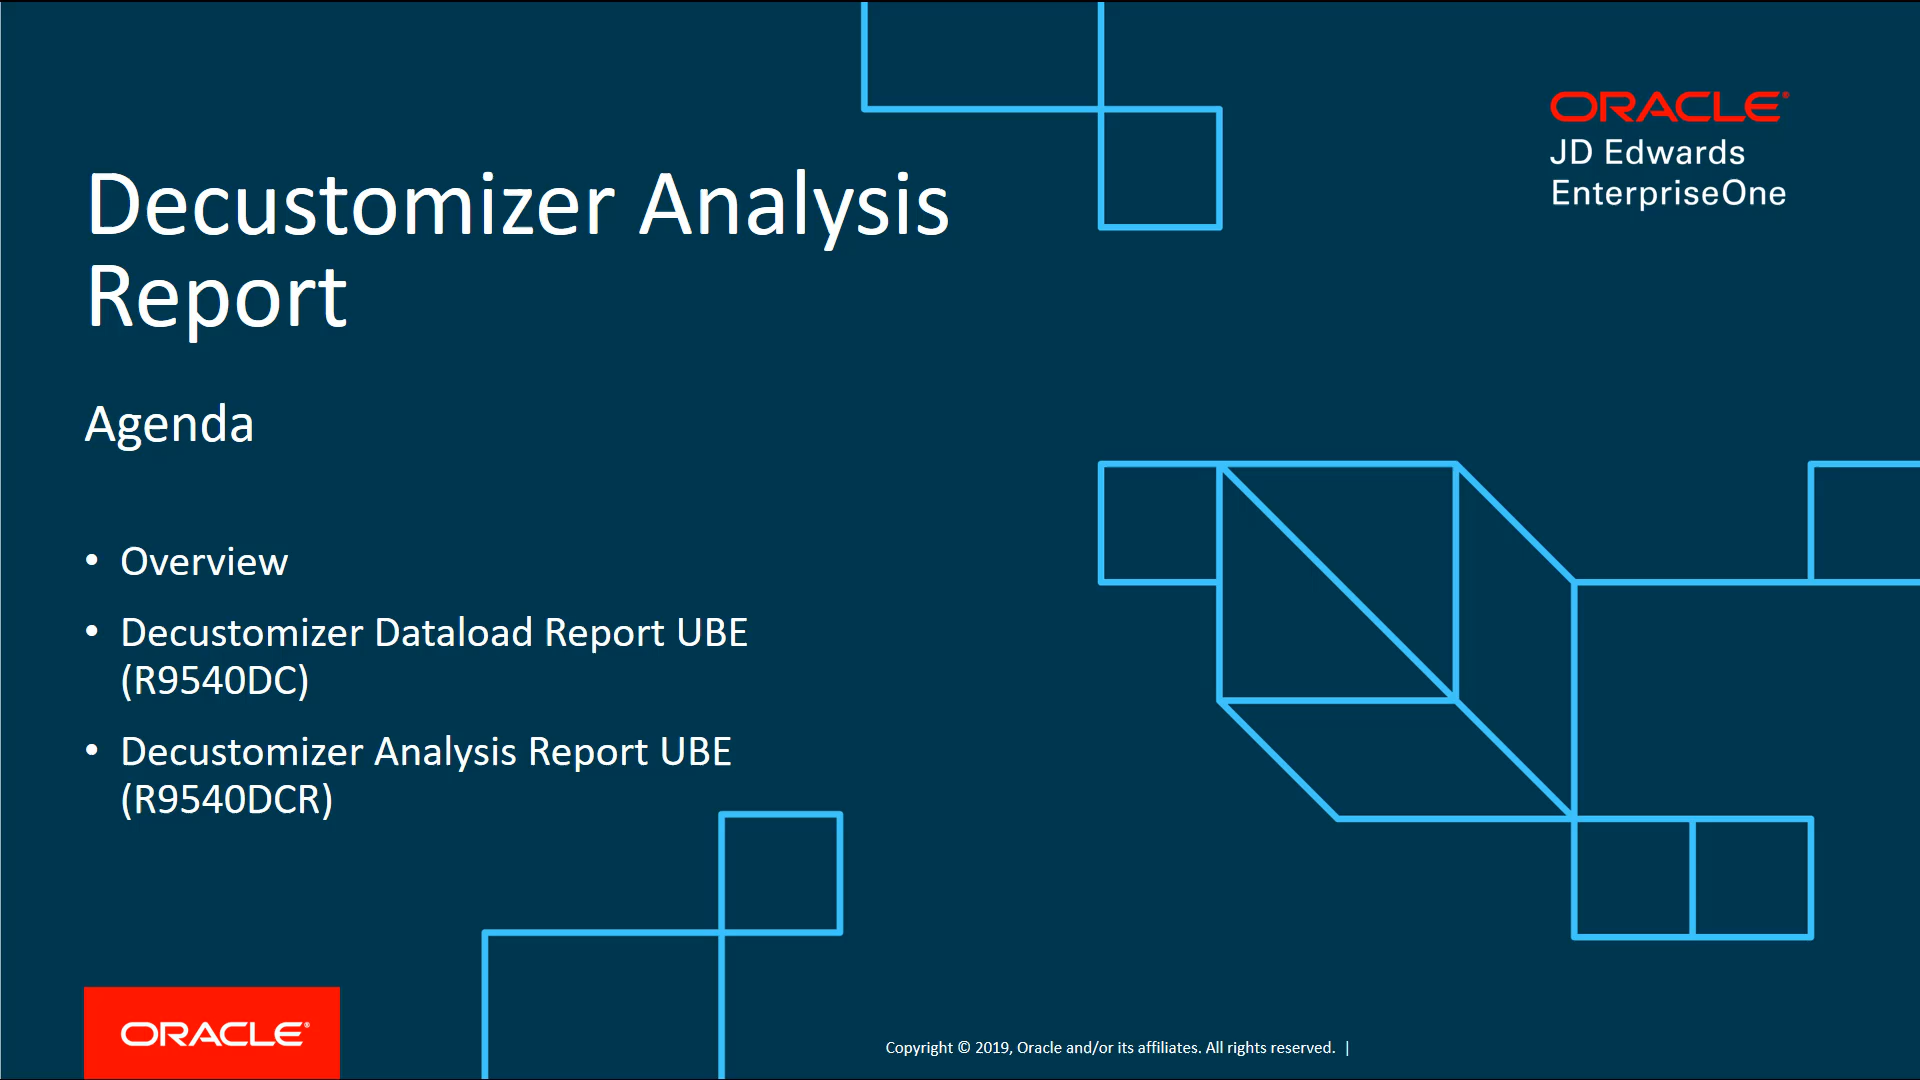 ORACLE®
JD Edwards
EnterpriseOne
Decustomizer Analysis
Report
Agenda
• Overview
• Decustomizer Dataload Report UBE
(R9540DC)
• Decustomizer Analysis Report UBE
(R9540DCR)
ORACLE®
Copyright © 2019, Oracle and/or its affiliates. All rights reserved. |